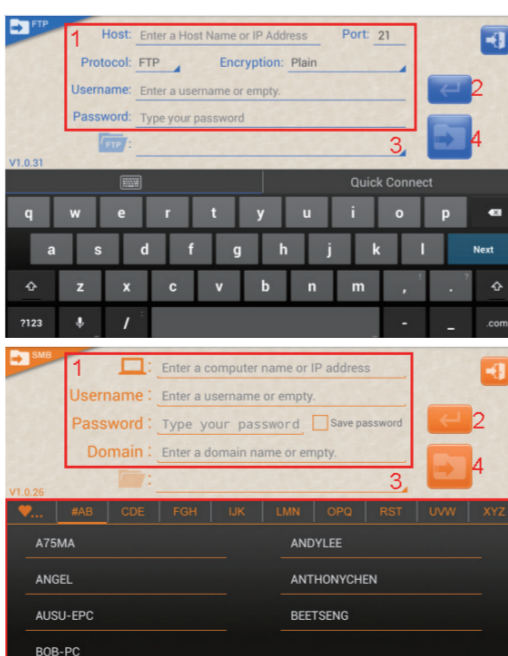 FTP
1 Host: Enter a Host Name or IP Address Port: 21
Protocol: FTP Encryption: Plain
Username: Enter a username or empty. 2
Password: Type your password
FTP : 3 4
V1.0.31
Quick Connect
q w e r t y u i o p
a s d f g h j k l Next
z x c v b n m , ' . ?
?123 / : - _ .com
SMB
1 : Enter a computer name or IP address
Username : Enter a username or empty. 2
Password : Type your password Save password
Domain : Enter a domain name or empty.
: 3 4
V1.0.26
... #AB CDE FGH IJK LMN OPQ RST UVW XYZ
A75MA ANDYLEE
ANGEL ANTHONYCHEN
AUSU-EPC BEETSENG
BOB-PC